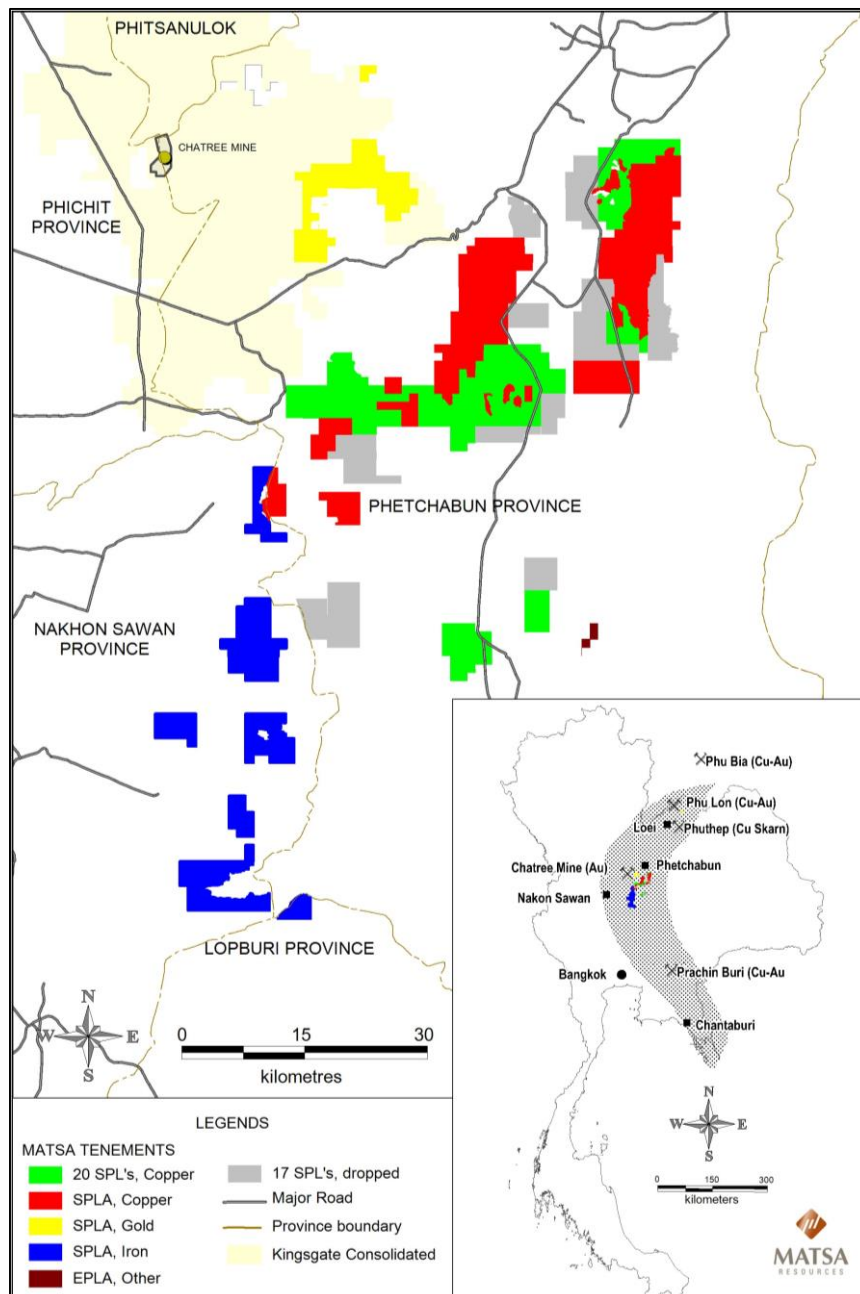 PHITSANULOK
CHATREE MINE
PHICHIT
PROVINCE
PHETCHABUN PROVINCE
NAKHON SAWAN
PROVINCE
LOPBURI PROVINCE
N
W E
S
0 15 30
kilometres
Phu Bia (Cu-Au)
Phu Lon (Cu-Au)
Loei
Phuthep (Cu Skarn)
Chatree Mine (Au)
Phetchabun
Nakon Sawan
Prachin Buri (Cu-Au
Bangkok
Chantaburi
N
W E
S
0 150 300
kilometers
MATSA
RESOURCES
LEGENDS
MATSA TENEMENTS
20 SPL's, Copper
SPLA, Copper
SPLA, Gold
SPLA, Iron
EPLA, Other
17 SPL's, dropped
Major Road
Province boundary
Kingsgate Consolidated